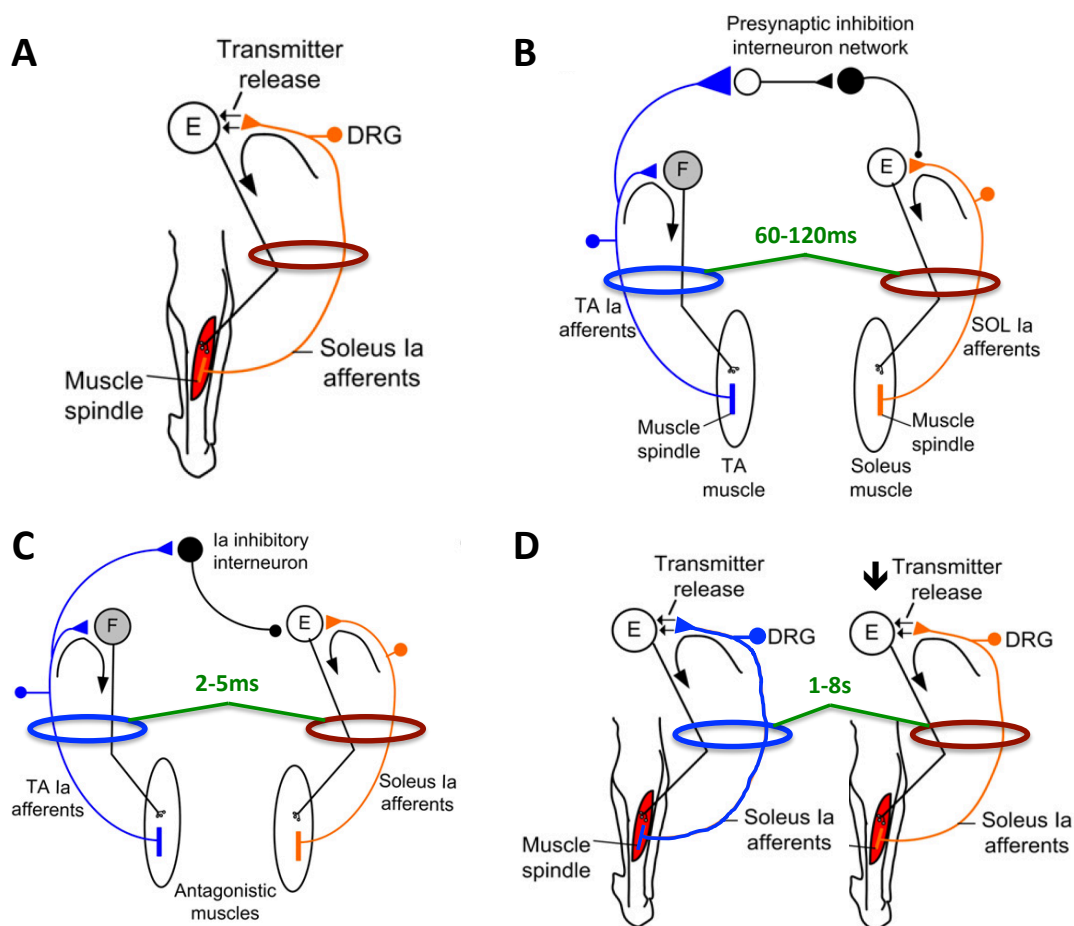 A
Transmitter
release
E
DRG
Soleus Ia
afferents
Muscle
spindle
B
Presynaptic inhibition
interneuron network
F
E
60-120ms
TA Ia
afferents
SOL Ia
afferents
Muscle
spindle
Muscle
spindle
TA
muscle
Soleus
muscle
C
Ia inhibitory
interneuron
F
E
2-5ms
TA Ia
afferents
Soleus Ia
afferents
Antagonistic
muscles
D
Transmitter
release
Transmitter
release
E
DRG
E
DRG
1-8s
Soleus Ia
afferents
Soleus Ia
afferents
Muscle
spindle